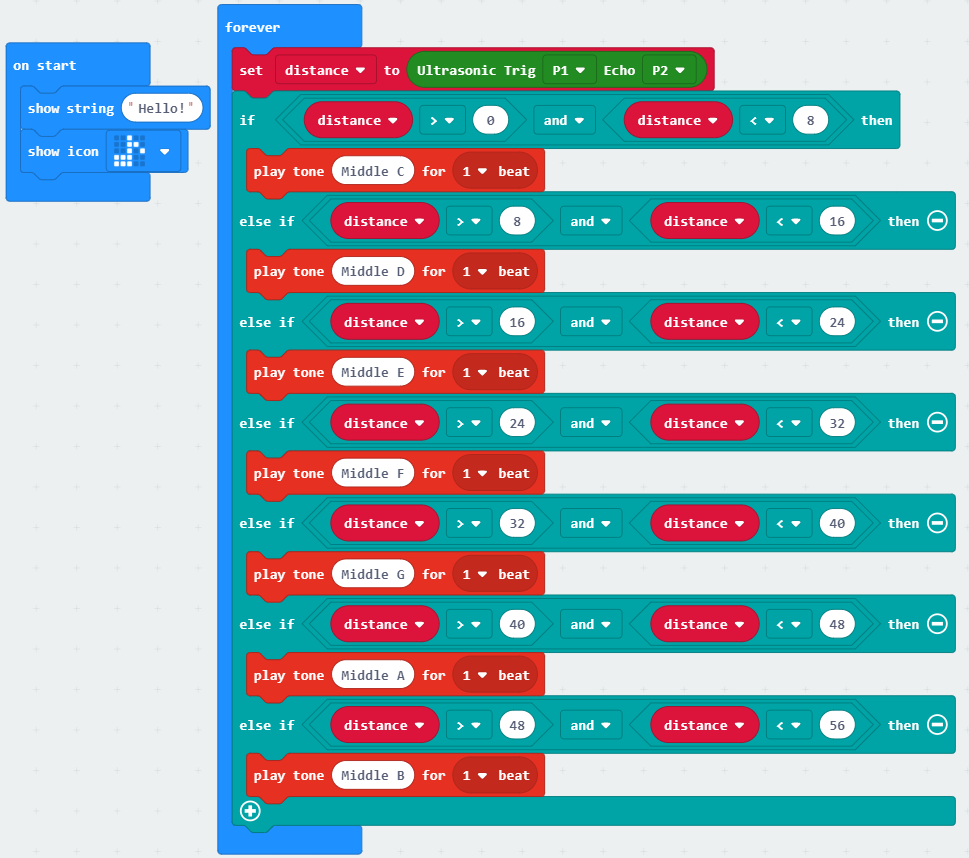 on start
show string " Hello! "
show icon
forever
set distance to Ultrasonic Trig P1 Echo P2
if distance > 0 and distance < 8 then
play tone Middle C for 1 beat
else if distance > 8 and distance < 16 then
play tone Middle D for 1 beat
else if distance > 16 and distance < 24 then
play tone Middle E for 1 beat
else if distance > 24 and distance < 32 then
play tone Middle F for 1 beat
else if distance > 32 and distance < 40 then
play tone Middle G for 1 beat
else if distance > 40 and distance < 48 then
play tone Middle A for 1 beat
else if distance > 48 and distance < 56 then
play tone Middle B for 1 beat